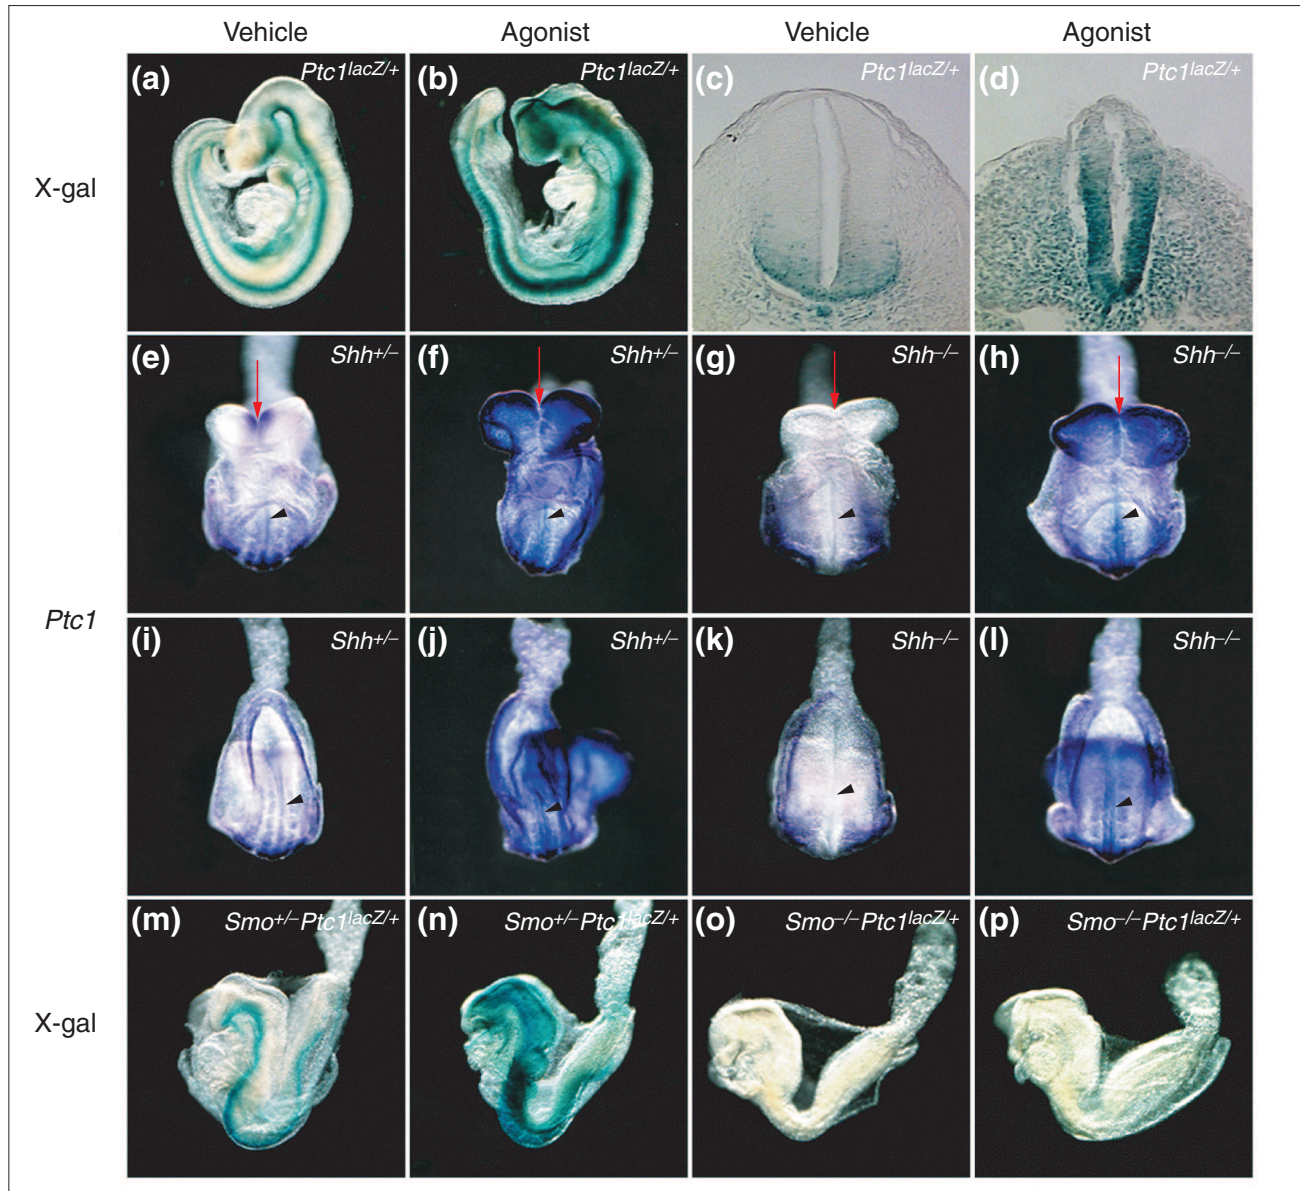 Vehicle Agonist Vehicle Agonist
X-gal
(a) Ptc1lacZ/+ (b) Ptc1lacZ/+ (c) Ptc1lacZ/+ (d) Ptc1lacZ/+
(e) Shh+/– (f) Shh+/– (g) Shh–/– (h) Shh–/–
Ptc1
(i) Shh+/– (j) Shh+/– (k) Shh–/– (l) Shh–/–
(m) Smo+/–Ptc1lacZ/+ (n) Smo+/–Ptc1lacZ/+ (o) Smo–/–Ptc1lacZ/+ (p) Smo–/–Ptc1lacZ/+
X-gal